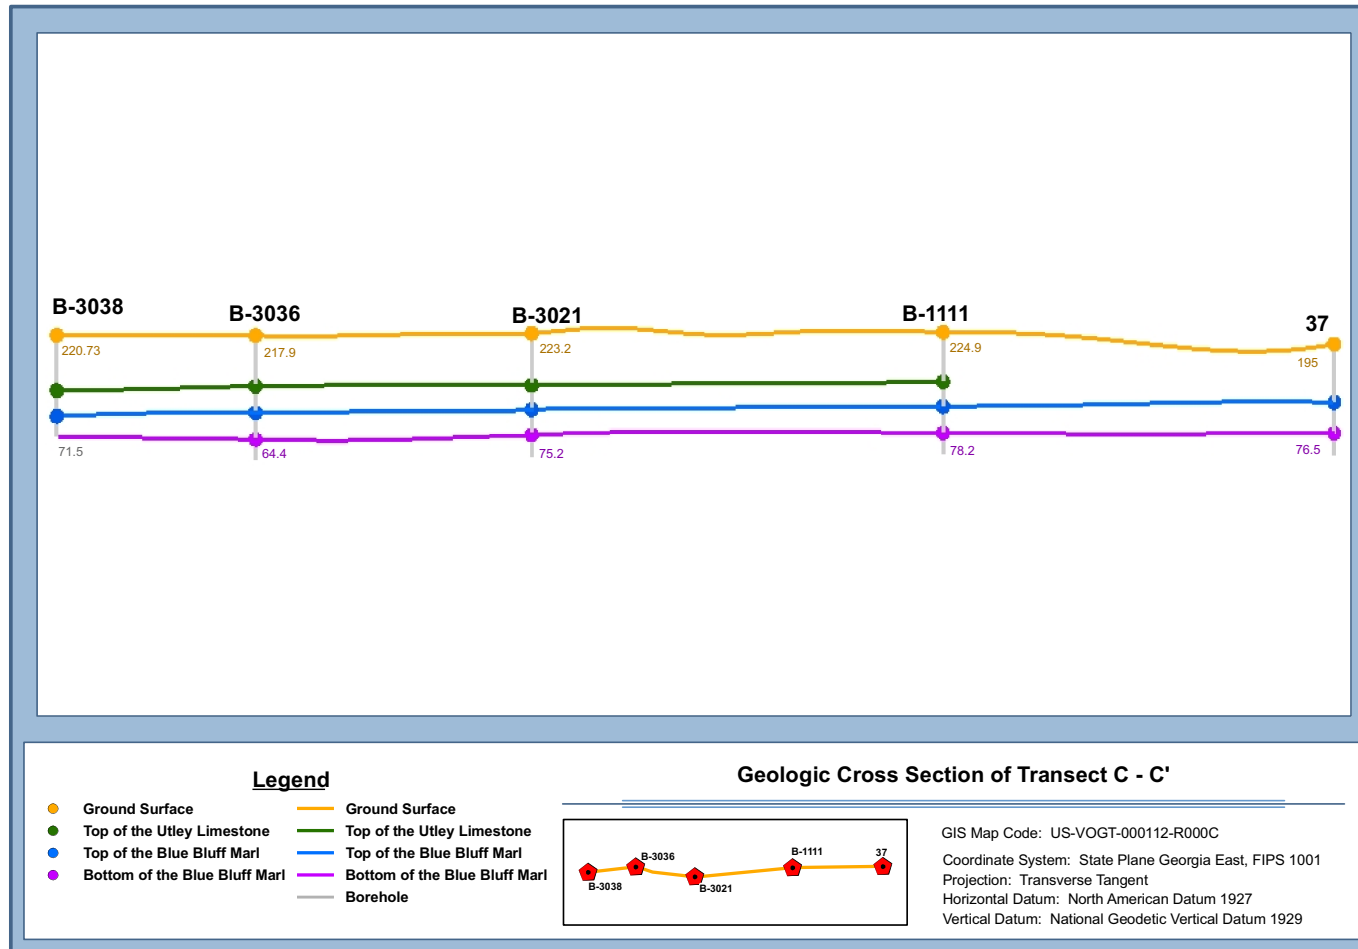 B-3038
B-3036
B-3021
B-1111
37
220.73
217.9
223.2
224.9
195
71.5
64.4
75.2
78.2
76.5
Legend
Ground Surface
Top of the Utley Limestone
Top of the Blue Bluff Marl
Bottom of the Blue Bluff Marl
Ground Surface
Top of the Utley Limestone
Top of the Blue Bluff Marl
Bottom of the Blue Bluff Marl
Borehole
Geologic Cross Section of Transect C - C'
B-3038
B-3036
B-3021
B-1111
37
GIS Map Code: US-VOGT-000112-R000C
Coordinate System: State Plane Georgia East, FIPS 1001
Projection: Transverse Tangent
Horizontal Datum: North American Datum 1927
Vertical Datum: National Geodetic Vertical Datum 1929